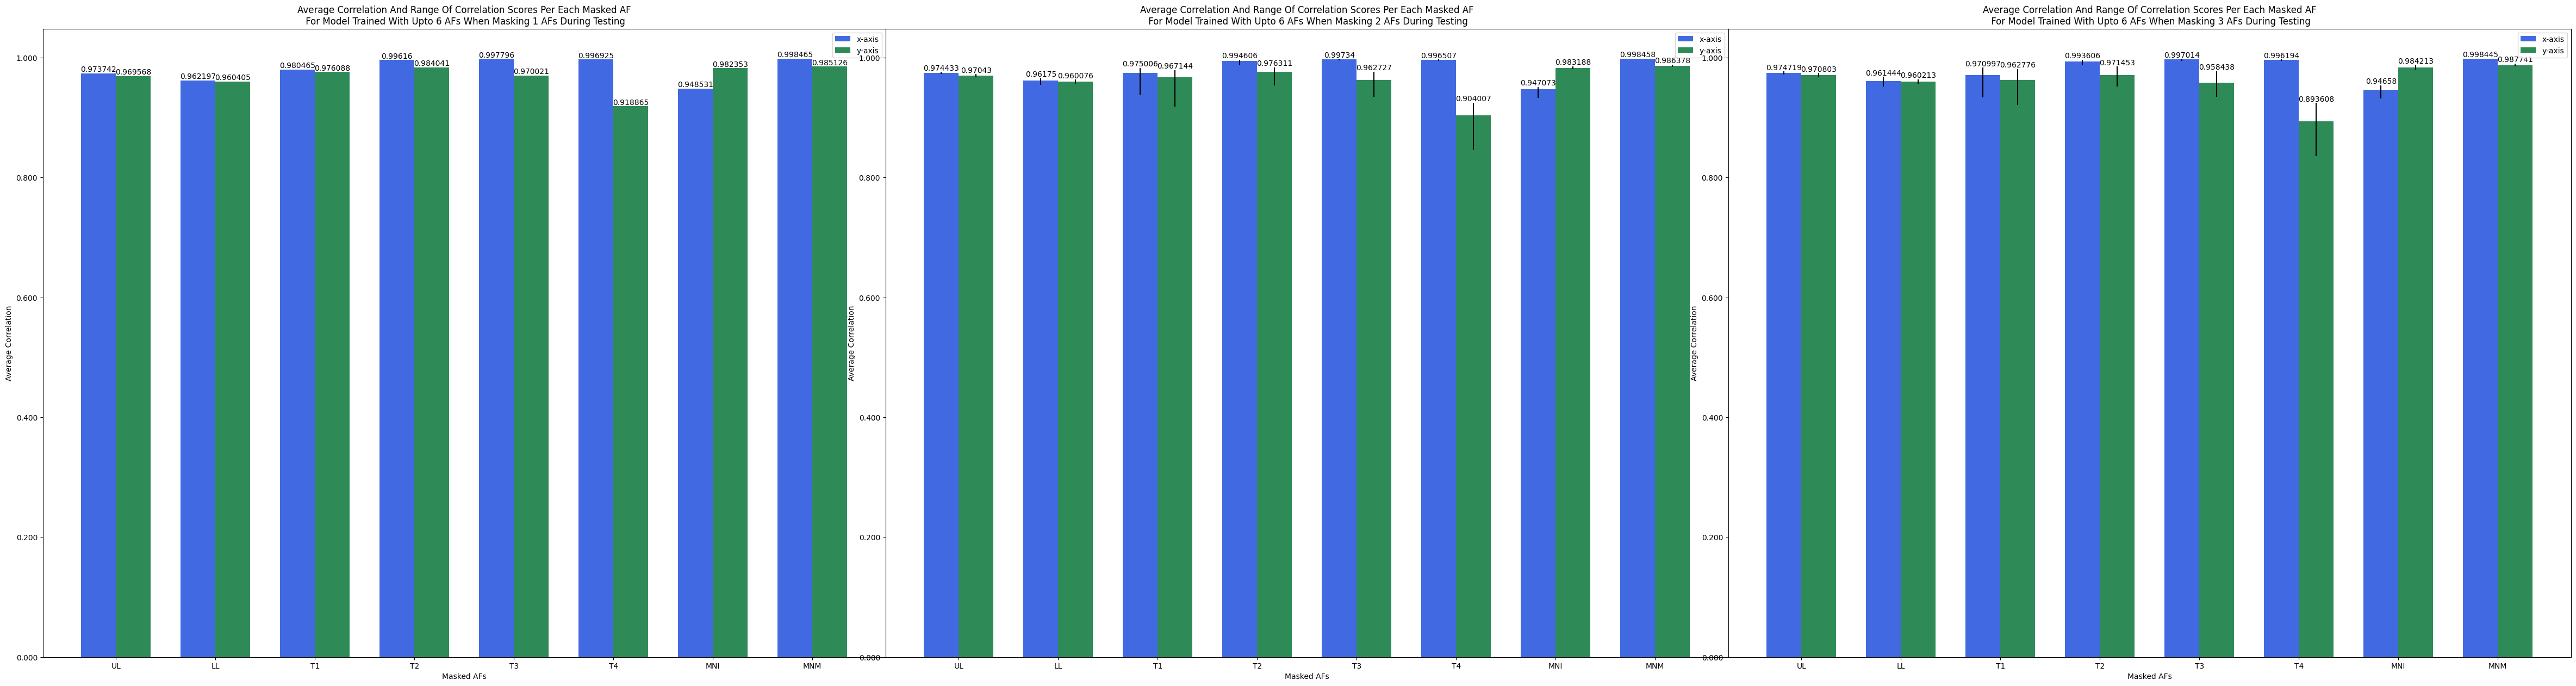 Average Correlation And Range Of Correlation Scores Per Each Masked AF
For Model Trained With Upto 6 AFs When Masking 1 AFs During Testing
x-axis
y-axis
1.000
0.800
0.600
0.400
0.200
0.000
Average Correlation
0.973742
0.969568
0.962197
0.960405
0.980465
0.976088
0.99616
0.984041
0.997796
0.970021
0.996925
0.918865
0.948531
0.982353
0.998465
0.985126
UL
LL
T1
T2
T3
T4
MNI
MNM
Masked AFs
Average Correlation And Range Of Correlation Scores Per Each Masked AF
For Model Trained With Upto 6 AFs When Masking 2 AFs During Testing
x-axis
y-axis
1.000
0.800
0.600
0.400
0.200
0.000
Average Correlation
0.974433
0.97043
0.96175
0.960076
0.975006
0.967144
0.994606
0.976311
0.99734
0.962727
0.996507
0.904007
0.947073
0.983188
0.998458
0.986378
UL
LL
T1
T2
T3
T4
MNI
MNM
Masked AFs
Average Correlation And Range Of Correlation Scores Per Each Masked AF
For Model Trained With Upto 6 AFs When Masking 3 AFs During Testing
x-axis
y-axis
1.000
0.800
0.600
0.400
0.200
0.000
Average Correlation
0.974719
0.970803
0.961444
0.960213
0.970997
0.962776
0.993606
0.971453
0.997014
0.958438
0.996194
0.893608
0.94658
0.984213
0.998445
0.987741
UL
LL
T1
T2
T3
T4
MNI
MNM
Masked AFs